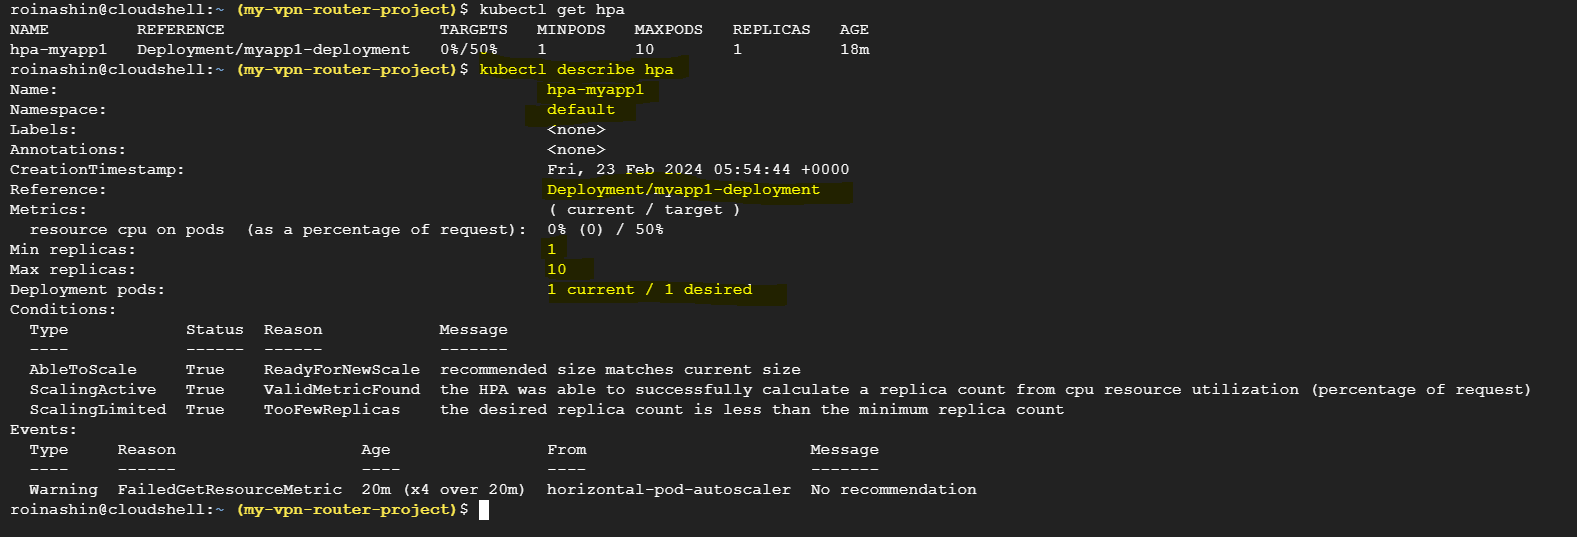 roinashin@cloudshell:~ (my-vpn-router-project)$ kubectl get hpa
NAME         REFERENCE                      TARGETS   MINPODS   MAXPODS   REPLICAS   AGE
hpa-myapp1   Deployment/myapp1-deployment   0%/50%    1         10        1          18m
roinashin@cloudshell:~ (my-vpn-router-project)$ kubectl describe hpa
Name:                                                  hpa-myapp1
Namespace:                                             default
Labels:                                                <none>
Annotations:                                           <none>
CreationTimestamp:                                     Fri, 23 Feb 2024 05:54:44 +0000
Reference:                                             Deployment/myapp1-deployment
Metrics:                                               ( current / target )
  resource cpu on pods  (as a percentage of request):  0% (0) / 50%
Min replicas:                                          1
Max replicas:                                          10
Deployment pods:                                       1 current / 1 desired
Conditions:
  Type            Status  Reason            Message
  ----            ------  ------            -------
  AbleToScale     True    ReadyForNewScale  recommended size matches current size
  ScalingActive   True    ValidMetricFound  the HPA was able to successfully calculate a replica count from cpu resource utilization (percentage of request)
  ScalingLimited  True    TooFewReplicas    the desired replica count is less than the minimum replica count
Events:
  Type     Reason                   Age                From                       Message
  ----     ------                   ----               ----                       -------
  Warning  FailedGetResourceMetric  20m (x4 over 20m)  horizontal-pod-autoscaler  No recommendation
roinashin@cloudshell:~ (my-vpn-router-project)$